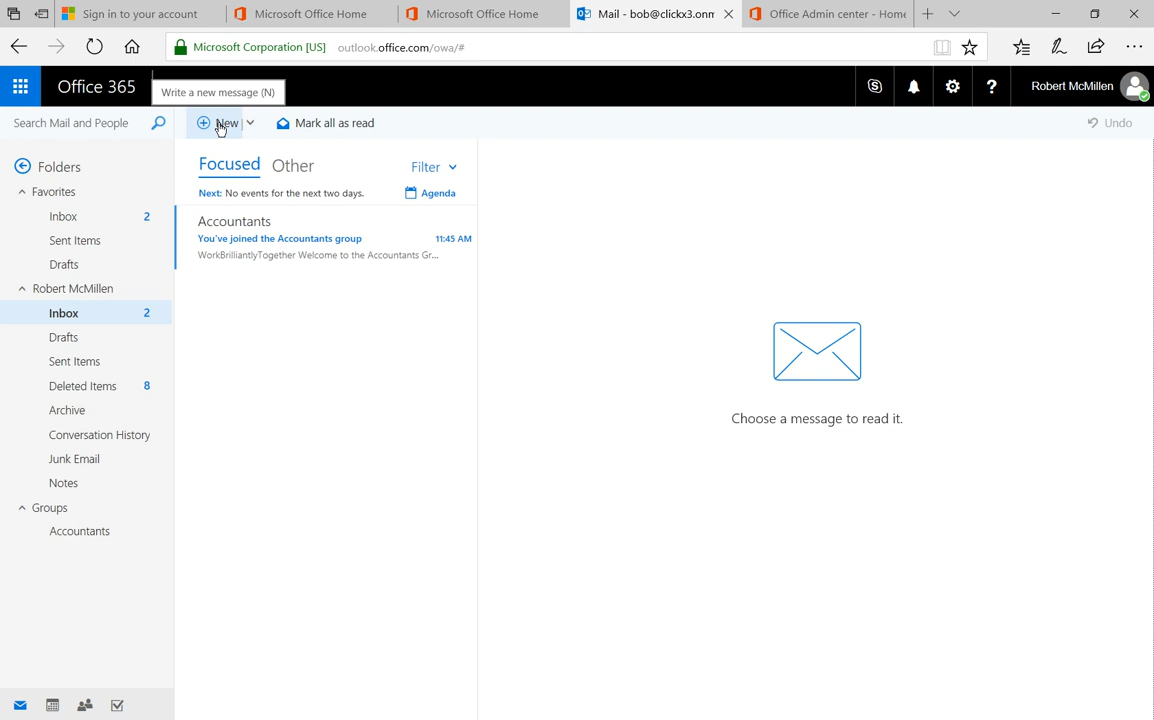 Sign in to your account
Microsoft Office Home
Microsoft Office Home
Mail - bob@clickx3.onm
Office Admin center - Home
Microsoft Corporation [US] outlook.office.com/owa/#
Office 365
Write a new message (N)
Robert McMillen
Search Mail and People
New
Mark all as read
Undo
Folders
Favorites
Inbox 2
Sent Items
Drafts
Robert McMillen
Inbox 2
Drafts
Sent Items
Deleted Items 8
Archive
Conversation History
Junk Email
Notes
Groups
Accountants
Focused Other Filter
Next: No events for the next two days. Agenda
Accountants
You've joined the Accountants group 11:45 AM
WorkBrilliantlyTogether Welcome to the Accountants Gr...
Choose a message to read it.